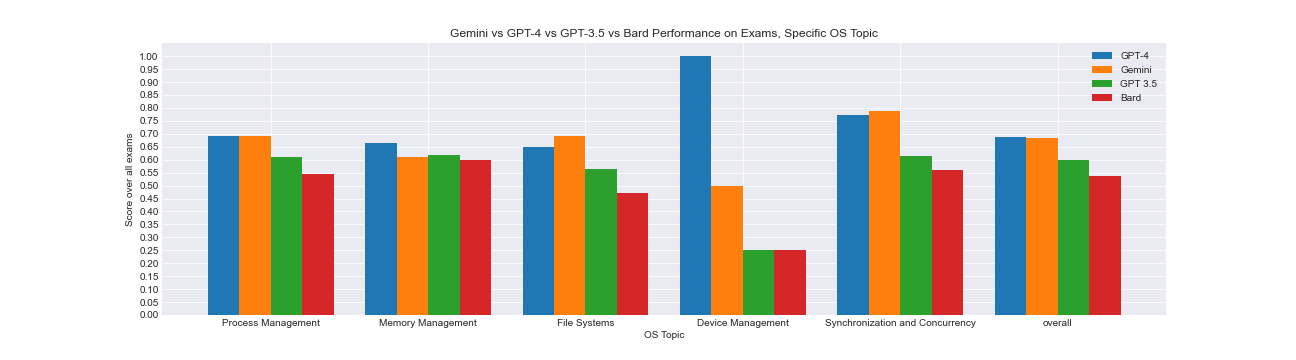 Gemini vs GPT-4 vs GPT-3.5 vs Bard Performance on Exams, Specific OS Topic
GPT-4
Gemini
GPT 3.5
Bard
Score over all exams
1.00
0.95
0.90
0.85
0.80
0.75
0.70
0.65
0.60
0.55
0.50
0.45
0.40
0.35
0.30
0.25
0.20
0.15
0.10
0.05
0.00
Process Management
Memory Management
File Systems
Device Management
Synchronization and Concurrency
overall
OS Topic